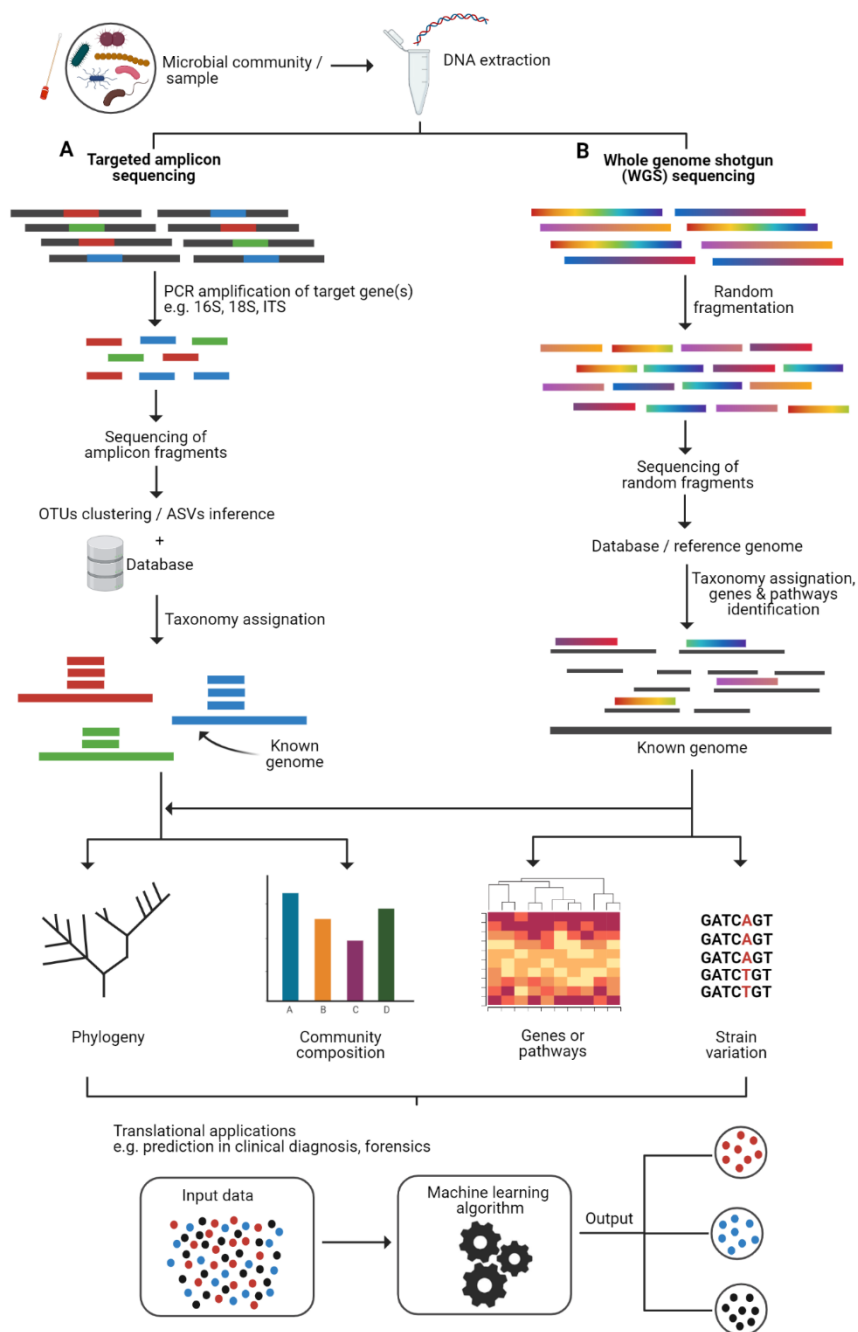 Microbial community /
sample
DNA extraction
A
Targeted amplicon
sequencing
B
Whole genome shotgun
(WGS) sequencing
PCR amplification of target gene(s)
e.g. 16S, 18S, ITS
Random
fragmentation
Sequencing of
amplicon fragments
Sequencing of
random fragments
OTUs clustering / ASVs inference
+
Database
Database / reference genome
Taxonomy assignation
Taxonomy assignation,
genes & pathways
identification
Known
genome
Known genome
A B C D
GATCAGT
GATCAGT
GATCAGT
GATCTGT
GATCTGT
Phylogeny
Community
composition
Genes or
pathways
Strain
variation
Translational applications
e.g. prediction in clinical diagnosis, forensics
Input data
Machine learning
algorithm
Output